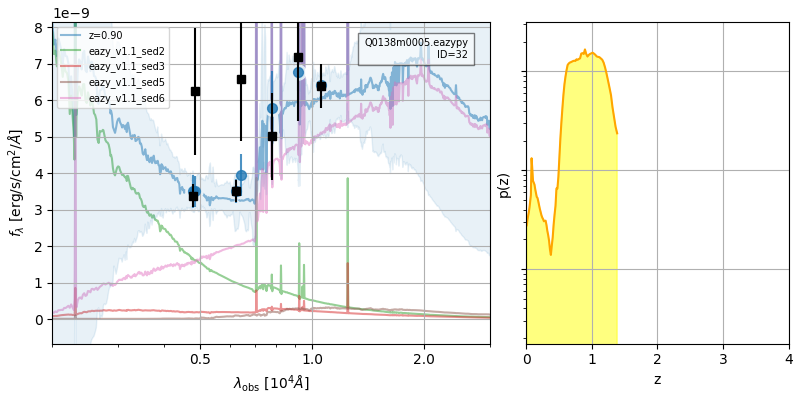 1e−9
8
7
6
5
4
3
2
1
0
z=0.90
eazy_v1.1_sed2
eazy_v1.1_sed3
eazy_v1.1_sed5
eazy_v1.1_sed6
Q0138m0005.eazypy
ID=32
f_λ [erg/s/cm²/Å]
0.5 1.0 2.0
λ_obs [10⁴Å]
p(z)
0 1 2 3 4
z